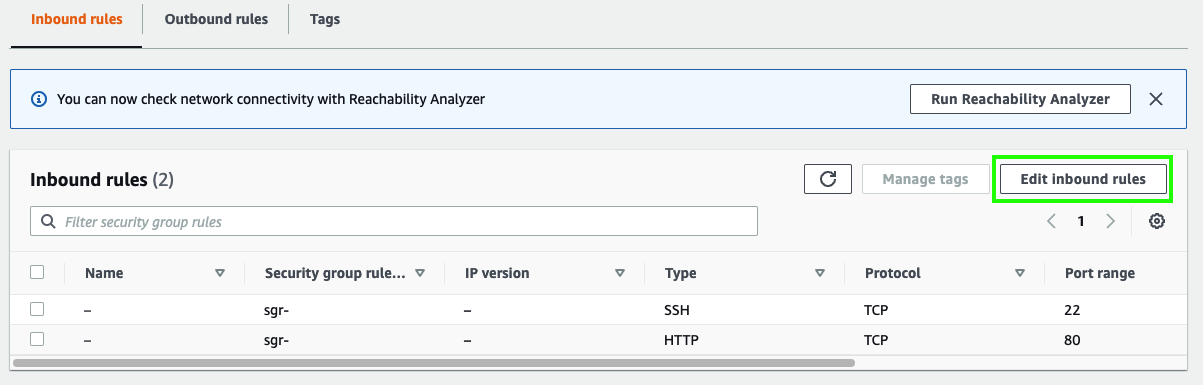 Inbound rules Outbound rules Tags
You can now check network connectivity with Reachability Analyzer Run Reachability Analyzer
Inbound rules (2) Manage tags Edit inbound rules
Filter security group rules 1
Name Security group rule... IP version Type Protocol Port range
– sgr- – SSH TCP 22
– sgr- – HTTP TCP 80